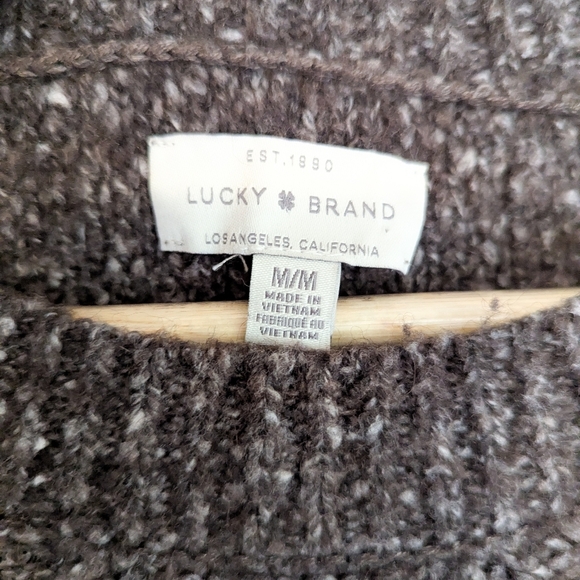 EST. 1990
LUCKY BRAND
LOS ANGELES, CALIFORNIA
M/M
MADE IN
VIETNAM
FABRIQUÉ AU
VIETNAM